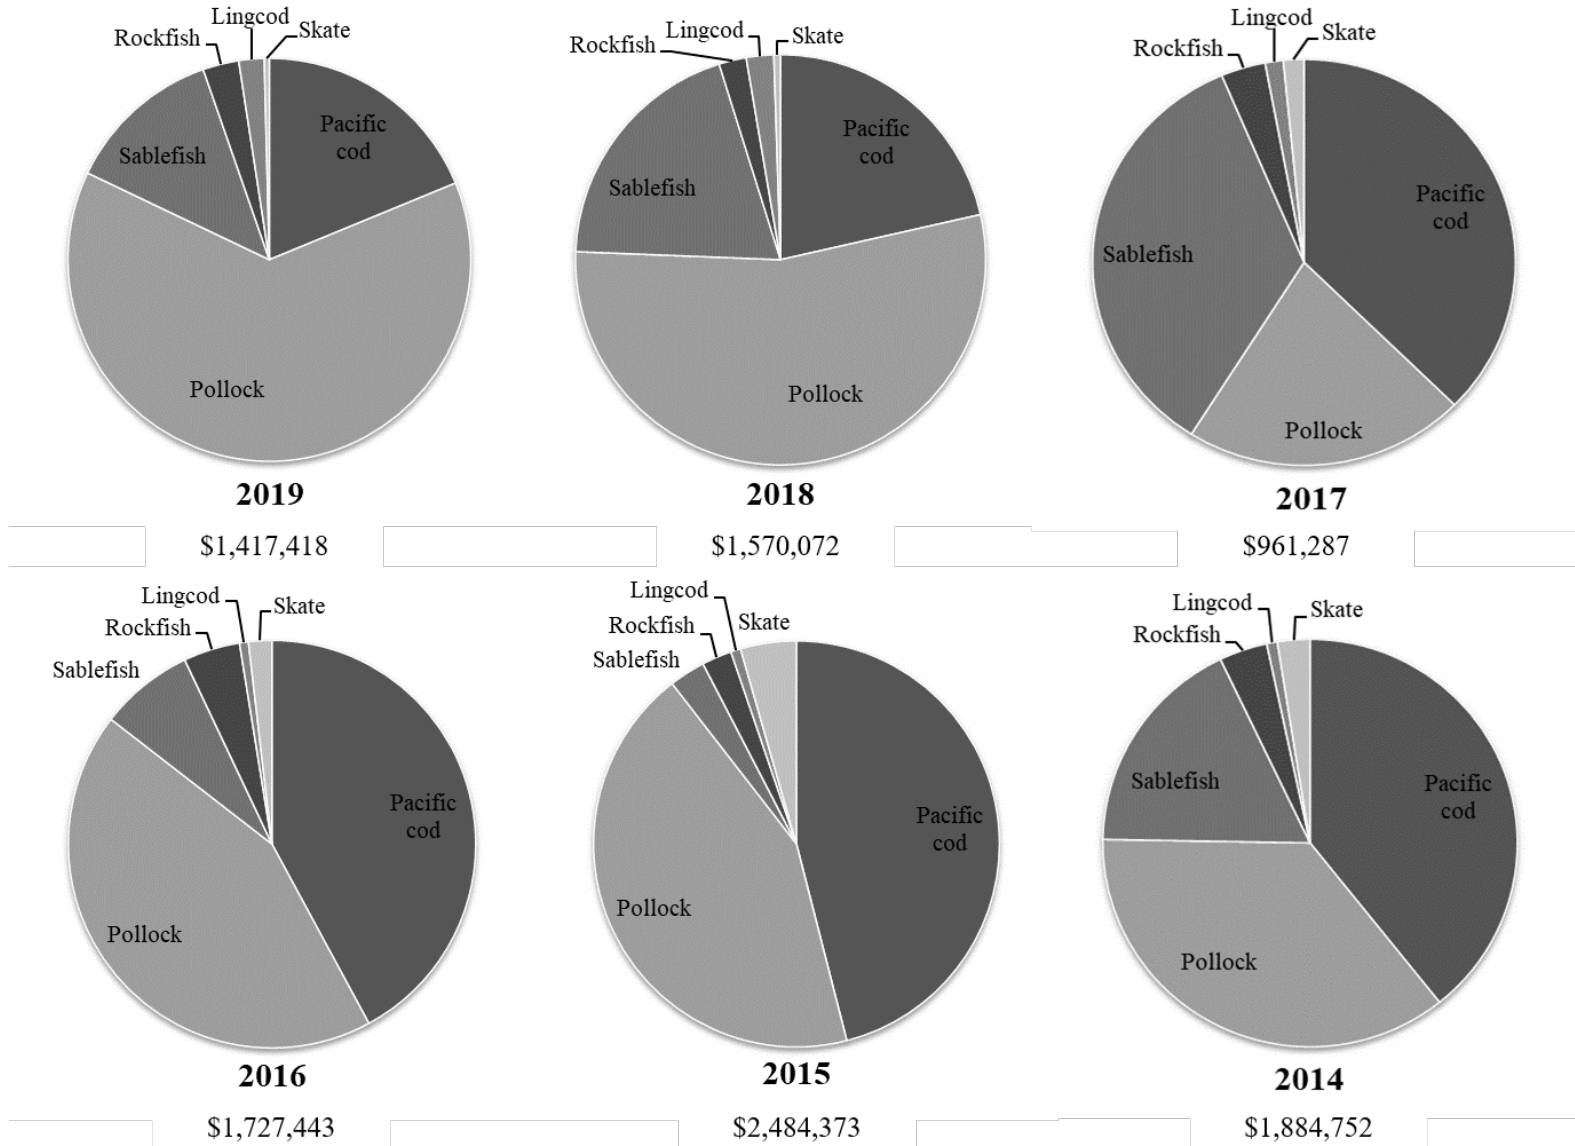 Lingcod
Skate
Rockfish
Pacific
cod
Sablefish
Pollock
2019
$1,417,418
Lingcod
Skate
Rockfish
Pacific
cod
Sablefish
Pollock
2018
$1,570,072
Lingcod
Skate
Rockfish
Pacific
cod
Sablefish
Pollock
2017
$961,287
Lingcod
Skate
Rockfish
Sablefish
Pacific
cod
Pollock
2016
$1,727,443
Lingcod
Skate
Rockfish
Sablefish
Pacific
cod
Pollock
2015
$2,484,373
Lingcod
Skate
Rockfish
Sablefish
Pacific
cod
Pollock
2014
$1,884,752